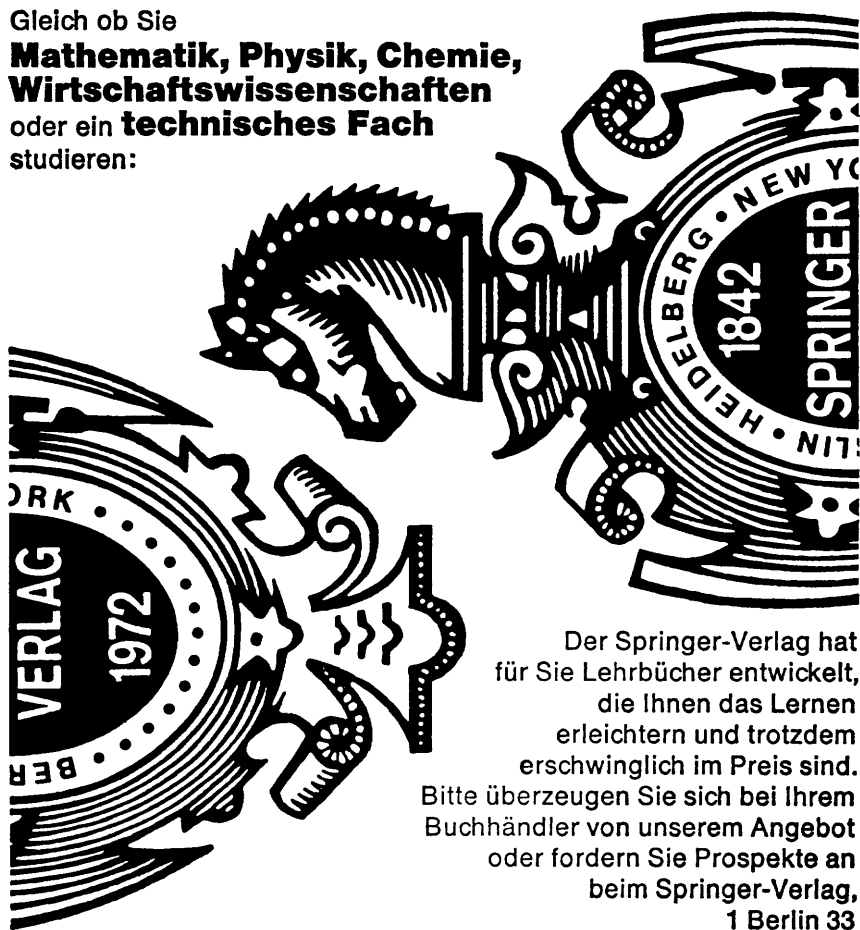 Gleich ob Sie
Mathematik, Physik, Chemie,
Wirtschaftswissenschaften
oder ein technisches Fach
studieren:
HEIDELBERG • NEW YO
LIN
1842
SPRINGER
ORK
BER
VERLAG
1972
Der Springer-Verlag hat
für Sie Lehrbücher entwickelt,
die Ihnen das Lernen
erleichtern und trotzdem
erschwinglich im Preis sind.
Bitte überzeugen Sie sich bei Ihrem
Buchhändler von unserem Angebot
oder fordern Sie Prospekte an
beim Springer-Verlag,
1 Berlin 33